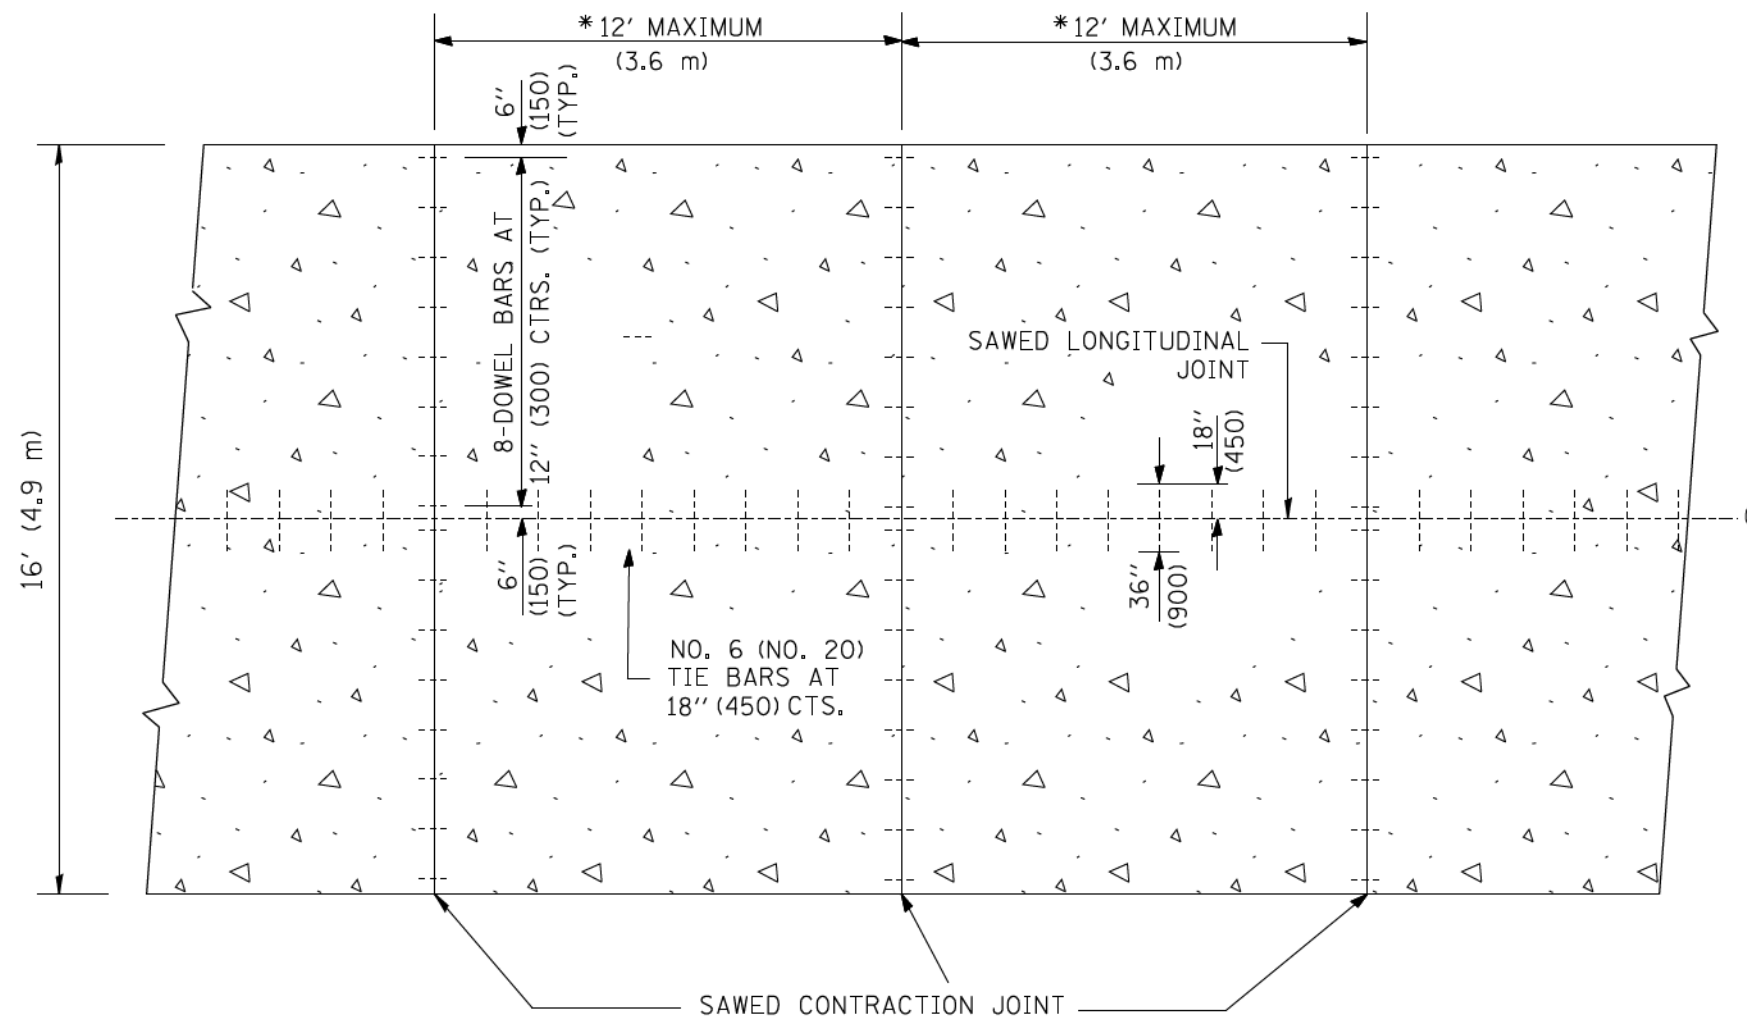 *12' MAXIMUM
(3.6 m)
*12' MAXIMUM
(3.6 m)
6"
(150)
(TYP.)
8-DOWEL BARS AT
12" (300) CTRS. (TYP.)
16' (4.9 m)
SAWED LONGITUDINAL
JOINT
18"
(450)
6"
(150)
(TYP.)
36"
(900)
NO. 6 (NO. 20)
TIE BARS AT
18" (450) CTS.
SAWED CONTRACTION JOINT